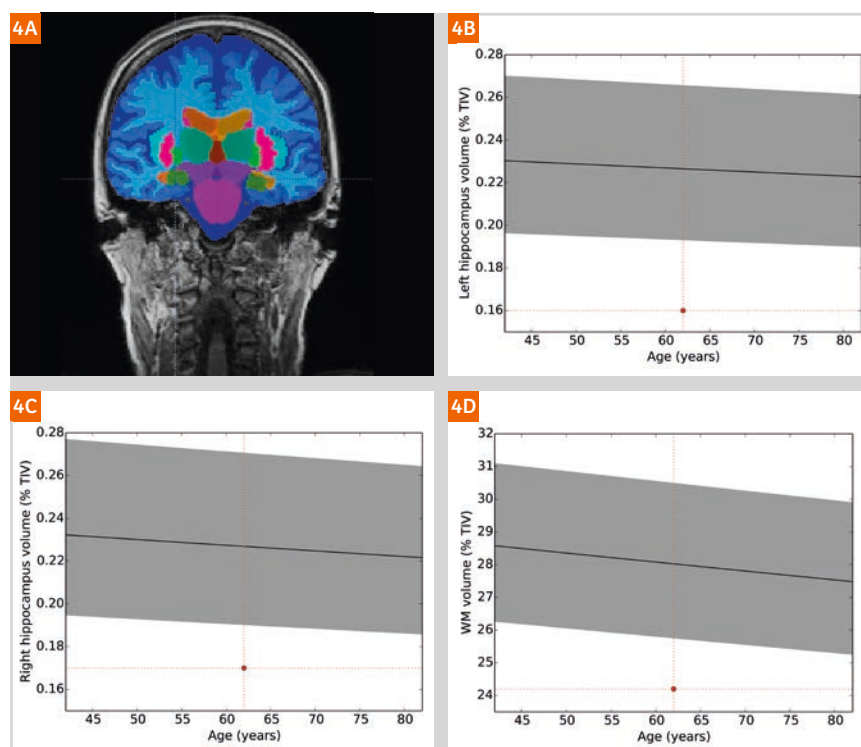 4A
4B
0.28
0.26
0.24
0.22
0.20
0.18
0.16
Left hippocampus volume (% TIV)
45 50 55 60 65 70 75 80
Age (years)
4C
0.28
0.26
0.24
0.22
0.20
0.18
0.16
Right hippocampus volume (% TIV)
45 50 55 60 65 70 75 80
Age (years)
4D
32
31
30
29
28
27
26
25
24
WM volume (% TIV)
45 50 55 60 65 70 75 80
Age (years)